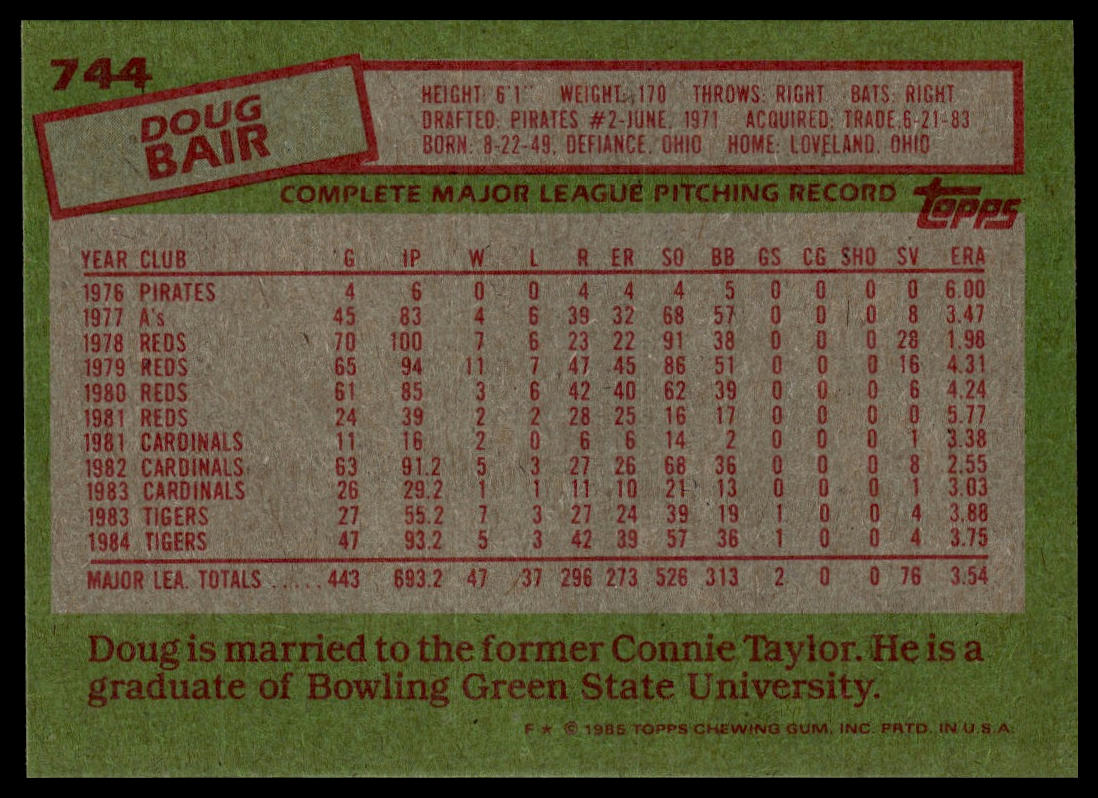 744
DOUG
BAIR
HEIGHT: 6'1" WEIGHT: 170 THROWS: RIGHT BATS: RIGHT
DRAFTED: PIRATES #2-JUNE, 1971 ACQUIRED: TRADE,6-21-83
BORN: 8-22-49, DEFIANCE, OHIO HOME: LOVELAND, OHIO
COMPLETE MAJOR LEAGUE PITCHING RECORD
TOPPS
YEAR CLUB G IP W L R ER SO BB GS CG SHO SV ERA
1976 PIRATES 4 6 0 0 4 4 4 5 0 0 0 0 6.00
1977 A's 45 83 4 6 39 32 68 57 0 0 0 8 3.47
1978 REDS 70 100 7 6 23 22 91 38 0 0 0 28 1.98
1979 REDS 65 94 11 7 47 45 86 51 0 0 0 16 4.31
1980 REDS 61 85 3 6 42 40 62 39 0 0 0 6 4.24
1981 REDS 24 39 2 2 28 25 16 17 0 0 0 0 5.77
1981 CARDINALS 11 16 2 0 6 6 14 2 0 0 0 1 3.38
1982 CARDINALS 63 91.2 5 3 27 26 68 36 0 0 0 8 2.55
1983 CARDINALS 26 29.2 1 1 11 10 21 13 0 0 0 1 3.03
1983 TIGERS 27 55.2 7 3 27 24 39 19 1 0 0 4 3.88
1984 TIGERS 47 93.2 5 3 42 39 57 36 1 0 0 4 3.75
MAJOR LEA. TOTALS ..... 443 693.2 47 37 296 273 526 313 2 0 0 76 3.54
Doug is married to the former Connie Taylor. He is a
graduate of Bowling Green State University.
F ★ © 1985 TOPPS CHEWING GUM, INC. PRTD. IN U.S.A.